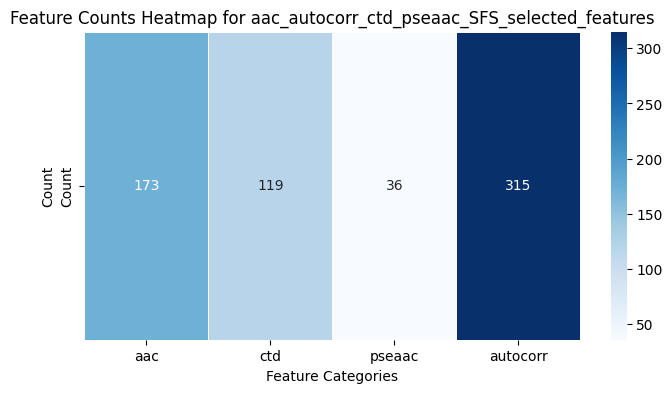 Feature Counts Heatmap for aac_autocorr_ctd_pseaac_SFS_selected_features
Count
Count
173
119
36
315
aac
ctd
pseaac
autocorr
Feature Categories
300
250
200
150
100
50